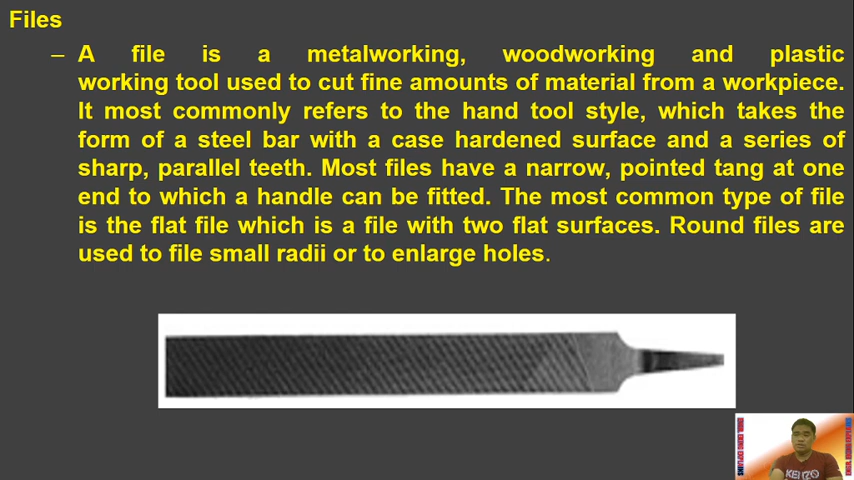 Files
– A file is a metalworking, woodworking and plastic
working tool used to cut fine amounts of material from a workpiece.
It most commonly refers to the hand tool style, which takes the
form of a steel bar with a case hardened surface and a series of
sharp, parallel teeth. Most files have a narrow, pointed tang at one
end to which a handle can be fitted. The most common type of file
is the flat file which is a file with two flat surfaces. Round files are
used to file small radii or to enlarge holes.
KENZO